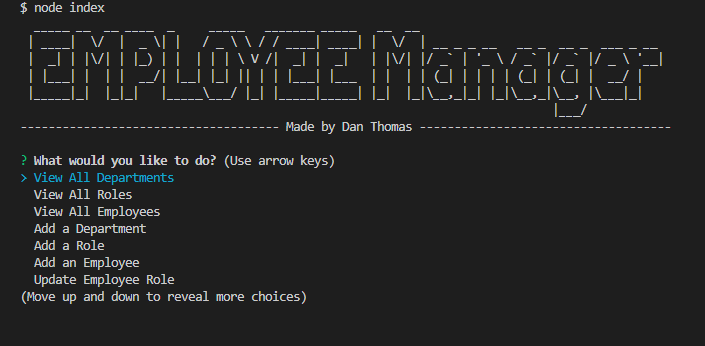 $ node index
EMPLOYEE Manager
---------------------------------------- Made by Dan Thomas ---------------------------------------
? What would you like to do? (Use arrow keys)
> View All Departments
View All Roles
View All Employees
Add a Department
Add a Role
Add an Employee
Update Employee Role
(Move up and down to reveal more choices)